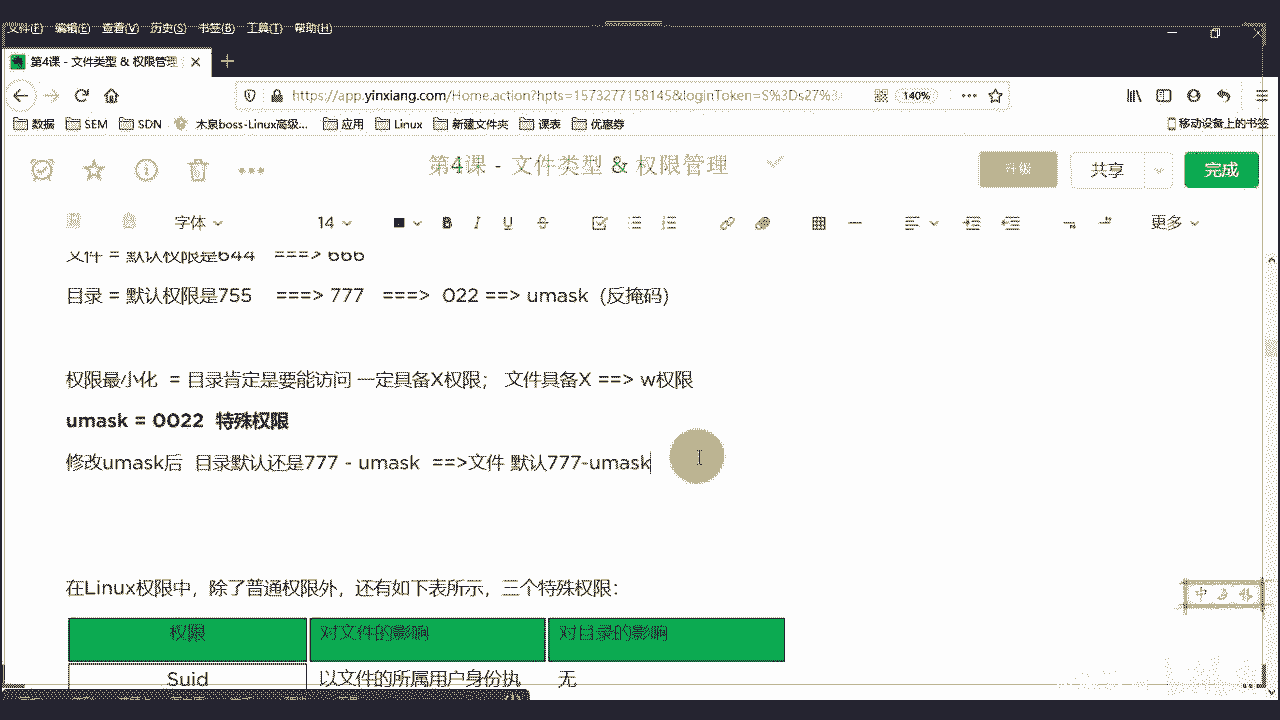 文件(F) 编辑(E) 查看(V) 历史(S) 书签(B) 工具(T) 帮助(H)
第4课 - 文件类型 & 权限管理
https://app.yinxiang.com/Home.action?hpts=1573277158145&loginToken=S%3Ds27%3
140%
数据 SEM SDN 木泉boss-Linux高级... 应用 Linux 新建文件夹 课表 优惠劵 移动设备上的书签
第4课 - 文件类型 & 权限管理
升级 共享 完成
字体 14 B I U 更多
文件 = 默认权限是644 ===> 666
目录 = 默认权限是755 ===> 777 ===> 022 ==> umask (反掩码)
权限最小化 = 目录肯定是要能访问 一定具备X权限； 文件具备X ==> w权限
umask = 0022 特殊权限
修改umask后 目录默认还是777 - umask ==>文件 默认777-umask
在Linux权限中，除了普通权限外，还有如下表所示，三个特殊权限：
权限 对文件的影响 对目录的影响
Suid 以文件的所属用户身份执 无